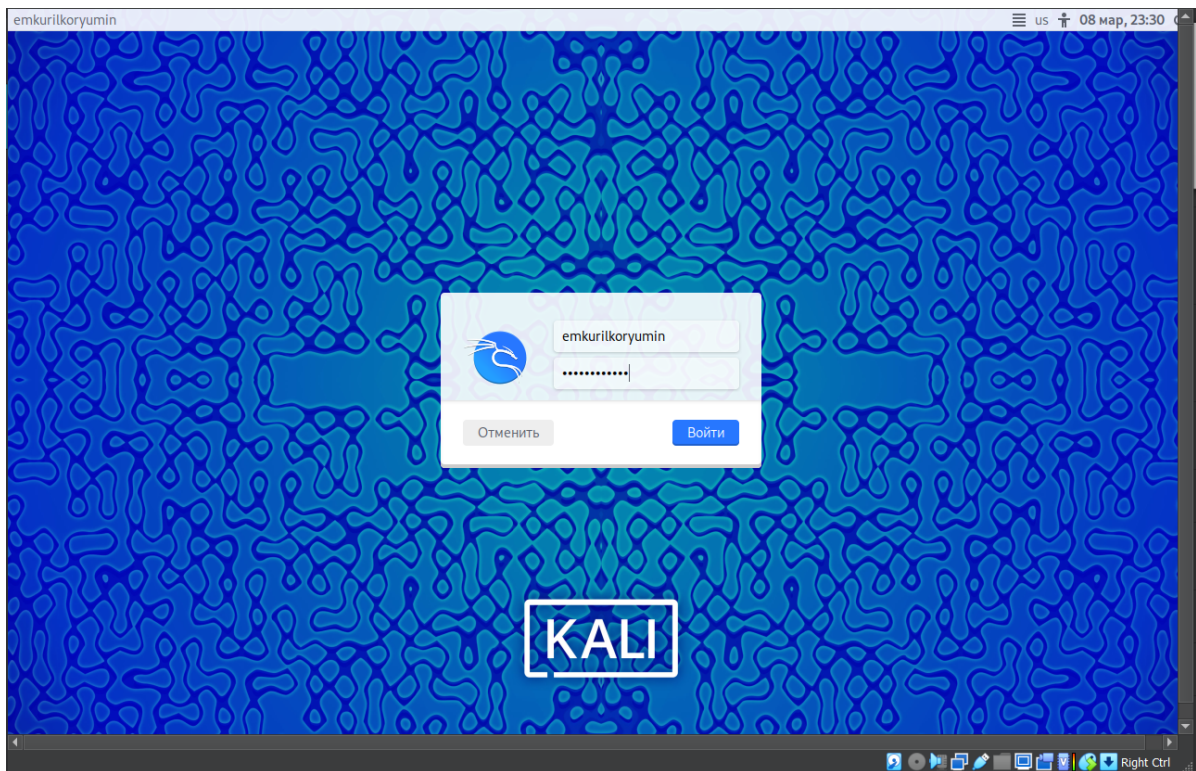 emkurilkoryumin us 08 мар, 23:30
emkurilkoryumin
••••••••••••
Отменить Войти
KALI
Right Ctrl